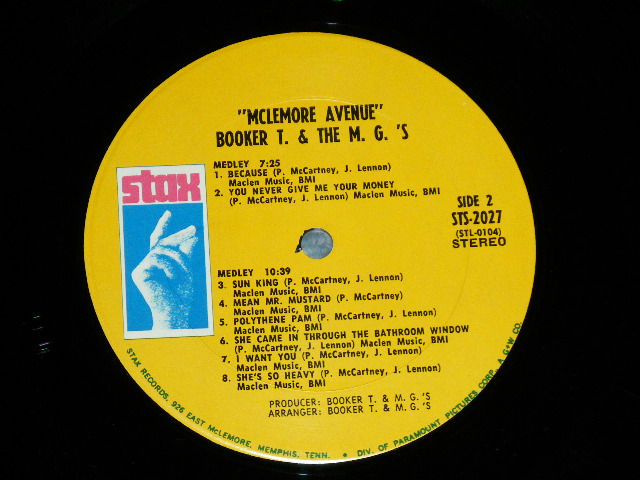 "MCLEMORE AVENUE"
BOOKER T. & THE M. G. 'S
MEDLEY 7:25
1. BECAUSE (P. McCartney, J. Lennon)
Maclen Music, BMI
2. YOU NEVER GIVE ME YOUR MONEY
(P. McCartney, J. Lennon) Maclen Music, BMI
stax
SIDE 2
STS-2027
(STL-0104)
STEREO
MEDLEY 10:39
3. SUN KING (P. McCartney, J. Lennon)
Maclen Music, BMI
4. MEAN MR. MUSTARD (P. McCartney)
Maclen Music, BMI
5. POLYTHENE PAM (P. McCartney, J. Lennon)
Maclen Music, BMI
6. SHE CAME IN THROUGH THE BATHROOM WINDOW
(P. McCartney, J. Lennon) Maclen Music, BMI
7. I WANT YOU (P. McCartney, J. Lennon)
Maclen Music, BMI
8. SHE'S SO HEAVY (P. McCartney, J. Lennon)
Maclen Music, BMI
PRODUCER: BOOKER T. & M. G. 'S
ARRANGER: BOOKER T. & M. G. 'S
STAX RECORDS, 926 EAST McLEMORE, MEMPHIS, TENN. • DIV. OF PARAMOUNT PICTURES CORP. A G+W CO.